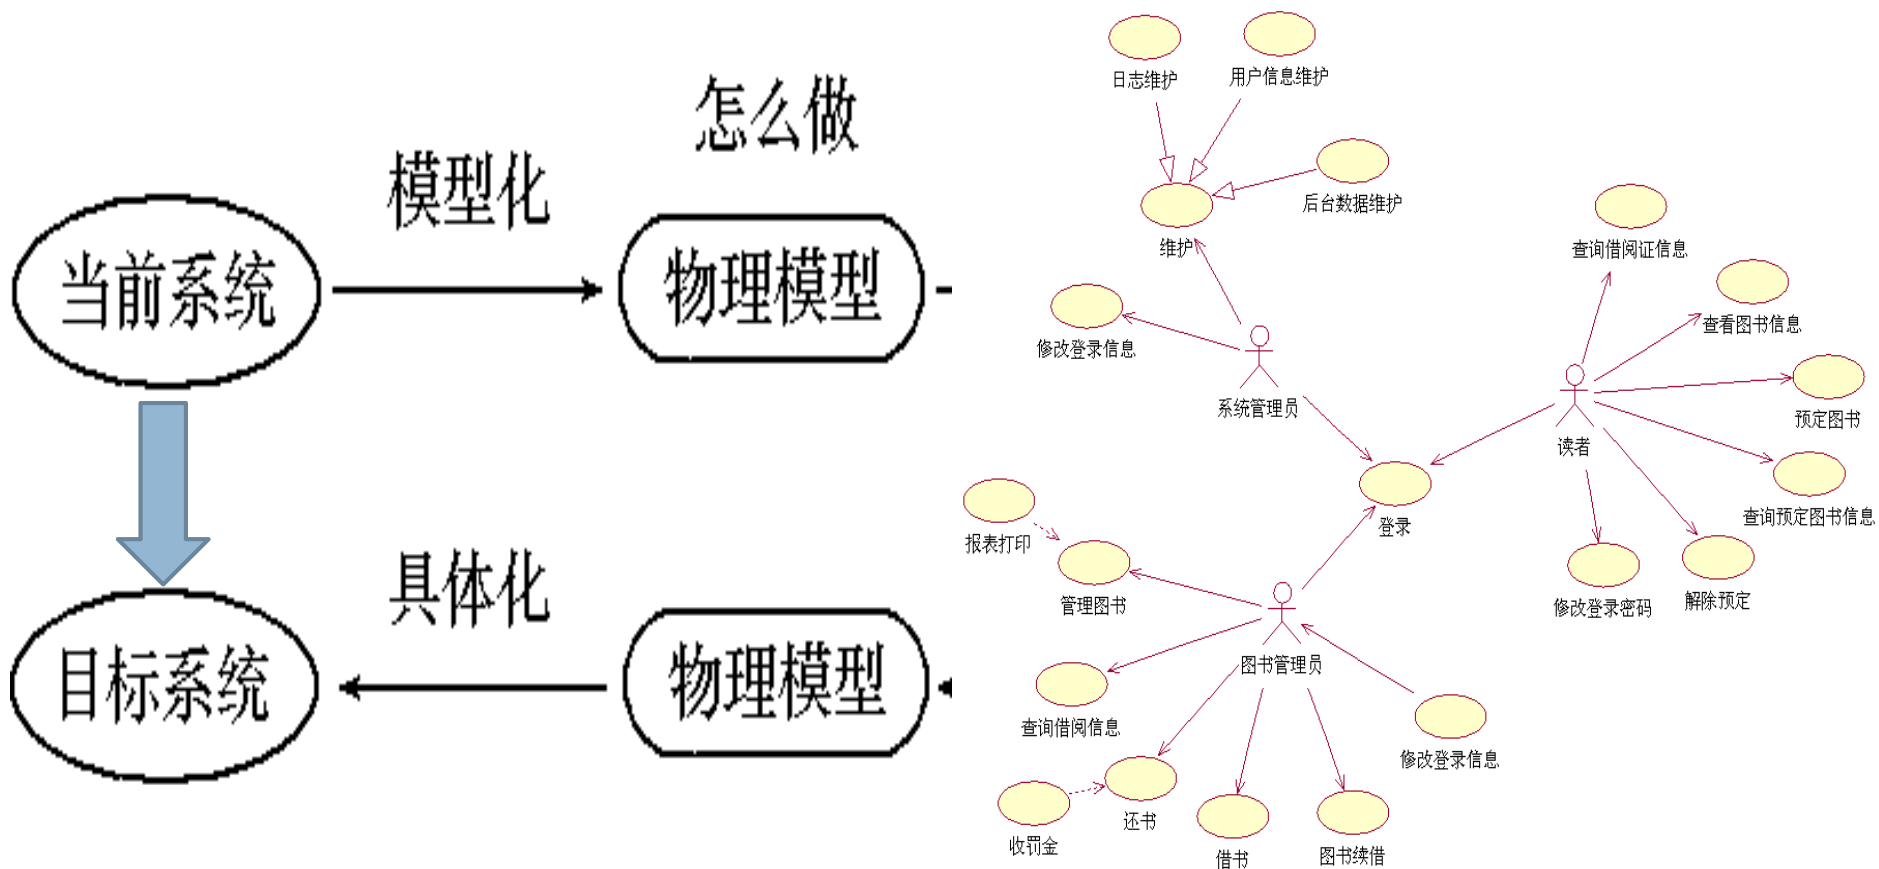 怎么做
模型化
当前系统
物理模型
具体化
目标系统
物理模型
日志维护
用户信息维护
后台数据维护
维护
查询借阅证信息
查看图书信息
修改登录信息
系统管理员
预定图书
读者
查询预定图书信息
登录
报表打印
管理图书
修改登录密码
解除预定
图书管理员
查询借阅信息
修改登录信息
还书
收罚金
借书
图书续借